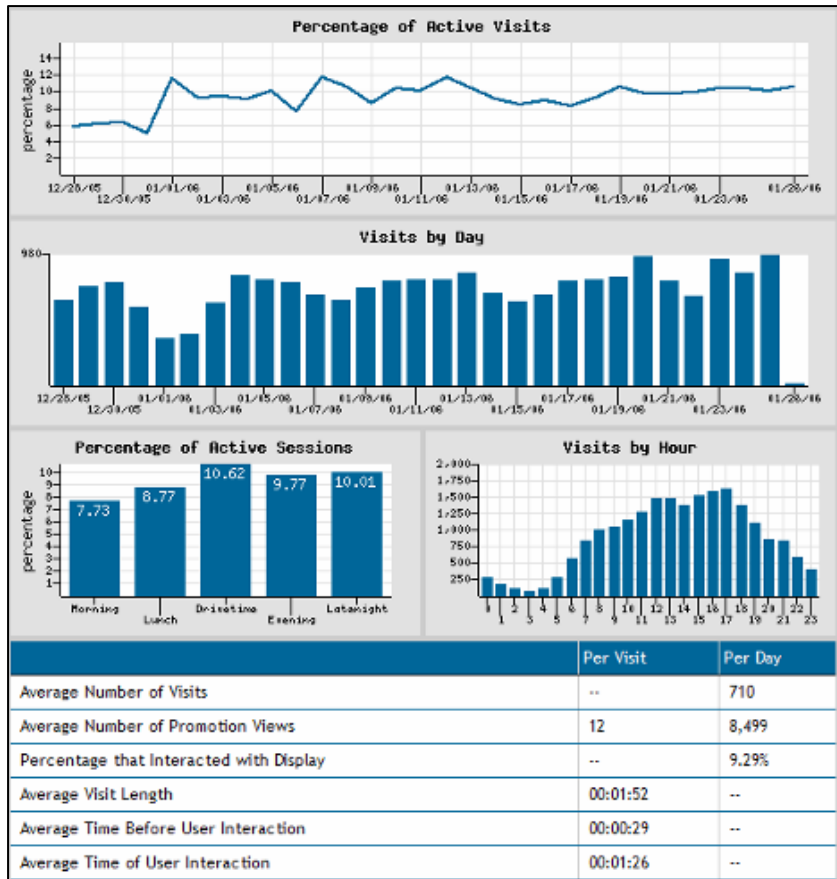 Percentage of Active Visits
percentage
14
12
10
8
6
4
2
12/28/05 01/01/06 01/05/06 01/09/06 01/13/06 01/17/06 01/21/06 01/28/06
12/30/05 01/03/06 01/07/06 01/11/06 01/15/06 01/19/06 01/23/06
Visits by Day
980
12/28/05 01/01/06 01/05/06 01/09/06 01/13/06 01/17/06 01/21/06 01/28/06
12/30/05 01/03/06 01/07/06 01/11/06 01/15/06 01/19/06 01/23/06
Percentage of Active Sessions
percentage
10
9
8
7
6
5
4
3
2
1
7.73 8.77 10.62 9.77 10.01
Morning Drivetime Latenight
Lunch Evening
Visits by Hour
2,000
1,750
1,500
1,250
1,000
750
500
250
0 2 4 6 8 10 12 14 16 18 20 22
1 3 5 7 9 11 13 15 17 19 21 23
Per Visit Per Day
Average Number of Visits -- 710
Average Number of Promotion Views 12 8,499
Percentage that Interacted with Display -- 9.29%
Average Visit Length 00:01:52 --
Average Time Before User Interaction 00:00:29 --
Average Time of User Interaction 00:01:26 --